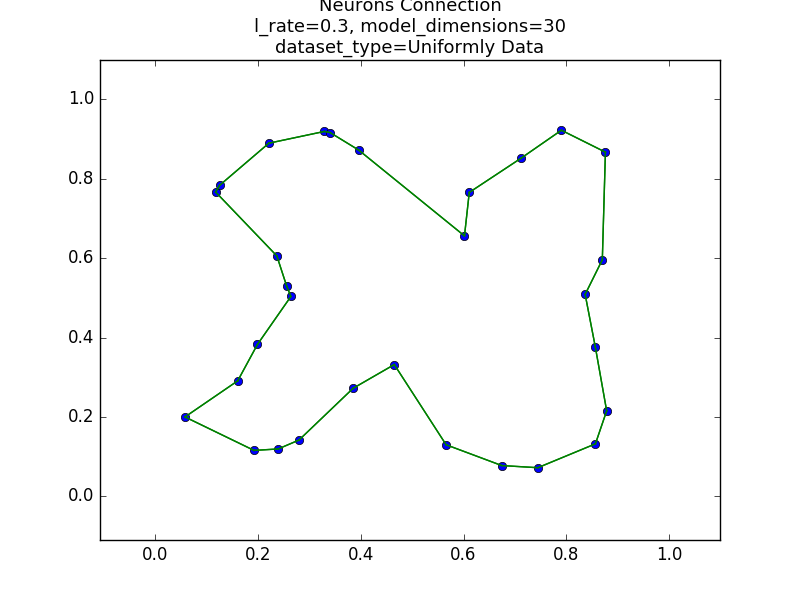 Neurons Connection
l_rate=0.3, model_dimensions=30
dataset_type=Uniformly Data
1.0
0.8
0.6
0.4
0.2
0.0
0.0 0.2 0.4 0.6 0.8 1.0